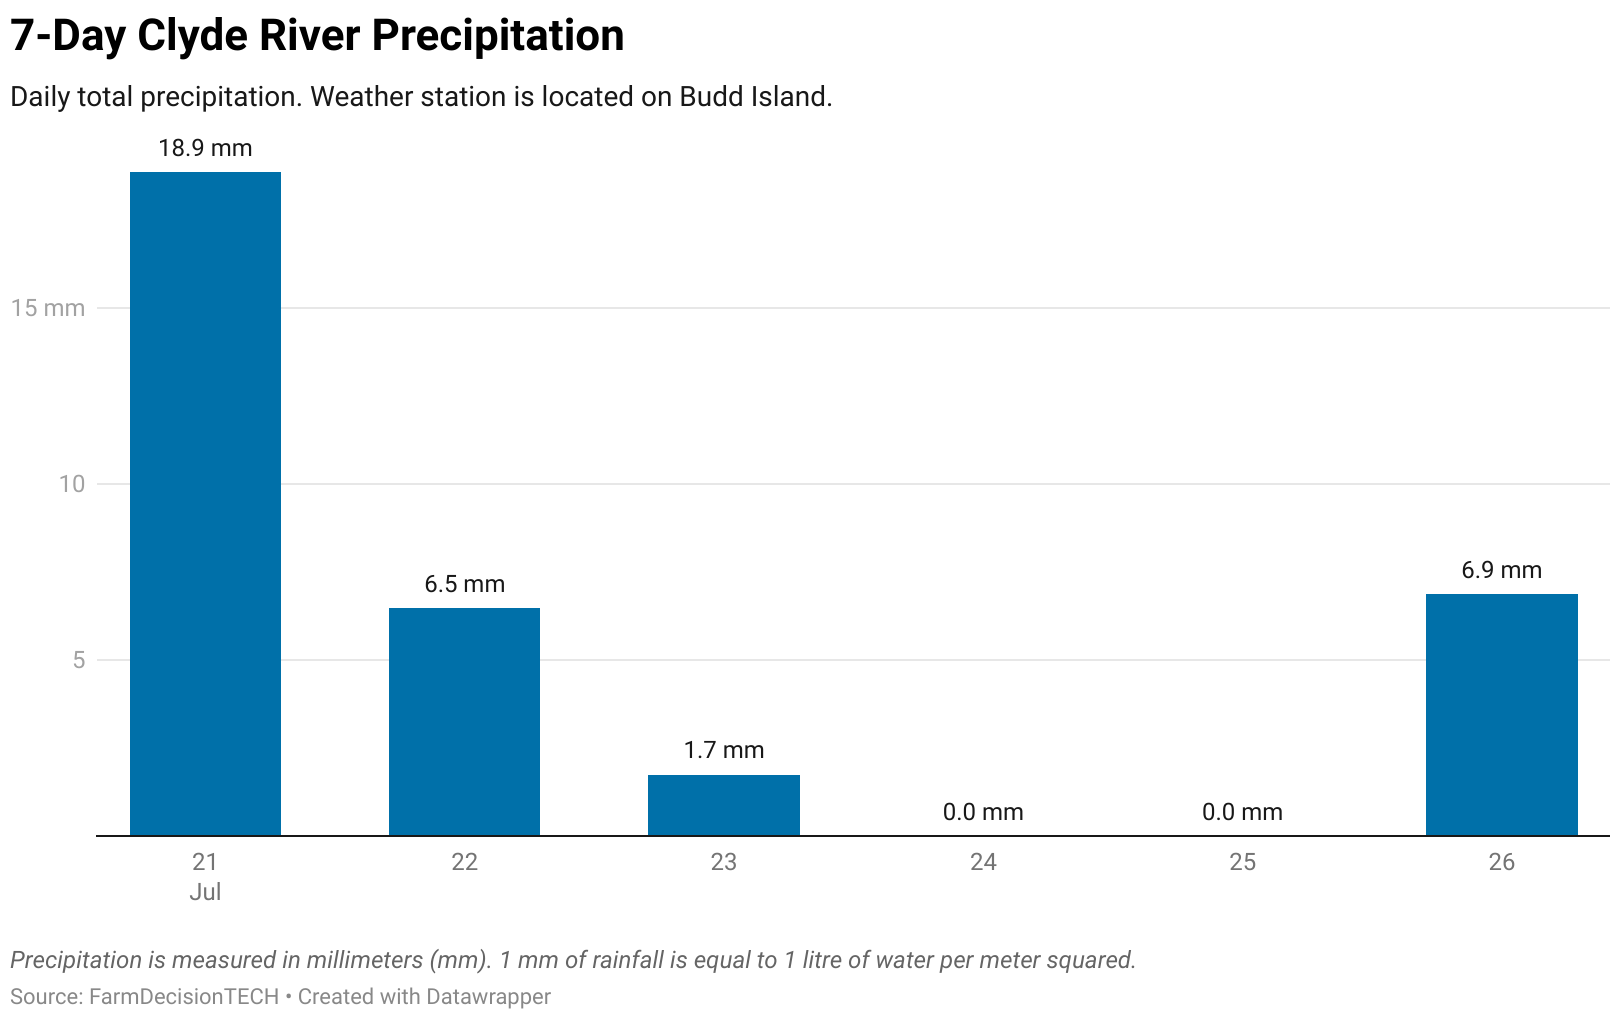 7-Day Clyde River Precipitation
Daily total precipitation. Weather station is located on Budd Island.
18.9 mm
15 mm
10
6.9 mm
6.5 mm
5
1.7 mm
0.0 mm
0.0 mm
21
22
23
24
25
26
Jul
Precipitation is measured in millimeters (mm). 1 mm of rainfall is equal to 1 litre of water per meter squared.
Source: FarmDecisionTECH • Created with Datawrapper